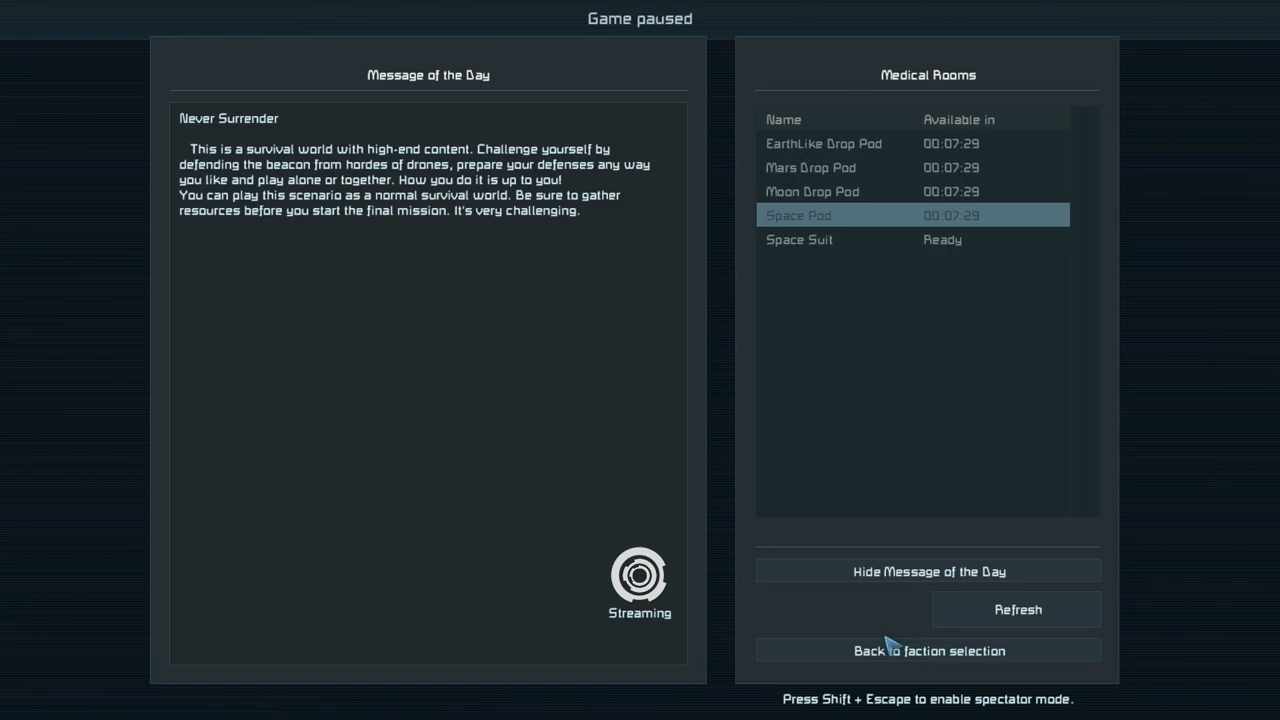 Game paused
Message of the Day
Never Surrender
This is a survival world with high-end content. Challenge yourself by
defending the beacon from hordes of drones, prepare your defenses any way
you like and play alone or together. How you do it is up to you!
You can play this scenario as a normal survival world. Be sure to gather
resources before you start the final mission. It's very challenging.
Streaming
Medical Rooms
Name Available in
EarthLike Drop Pod 00:07:29
Mars Drop Pod 00:07:29
Moon Drop Pod 00:07:29
Space Pod 00:07:29
Space Suit Ready
Hide Message of the Day
Refresh
Back to faction selection
Press Shift + Escape to enable spectator mode.